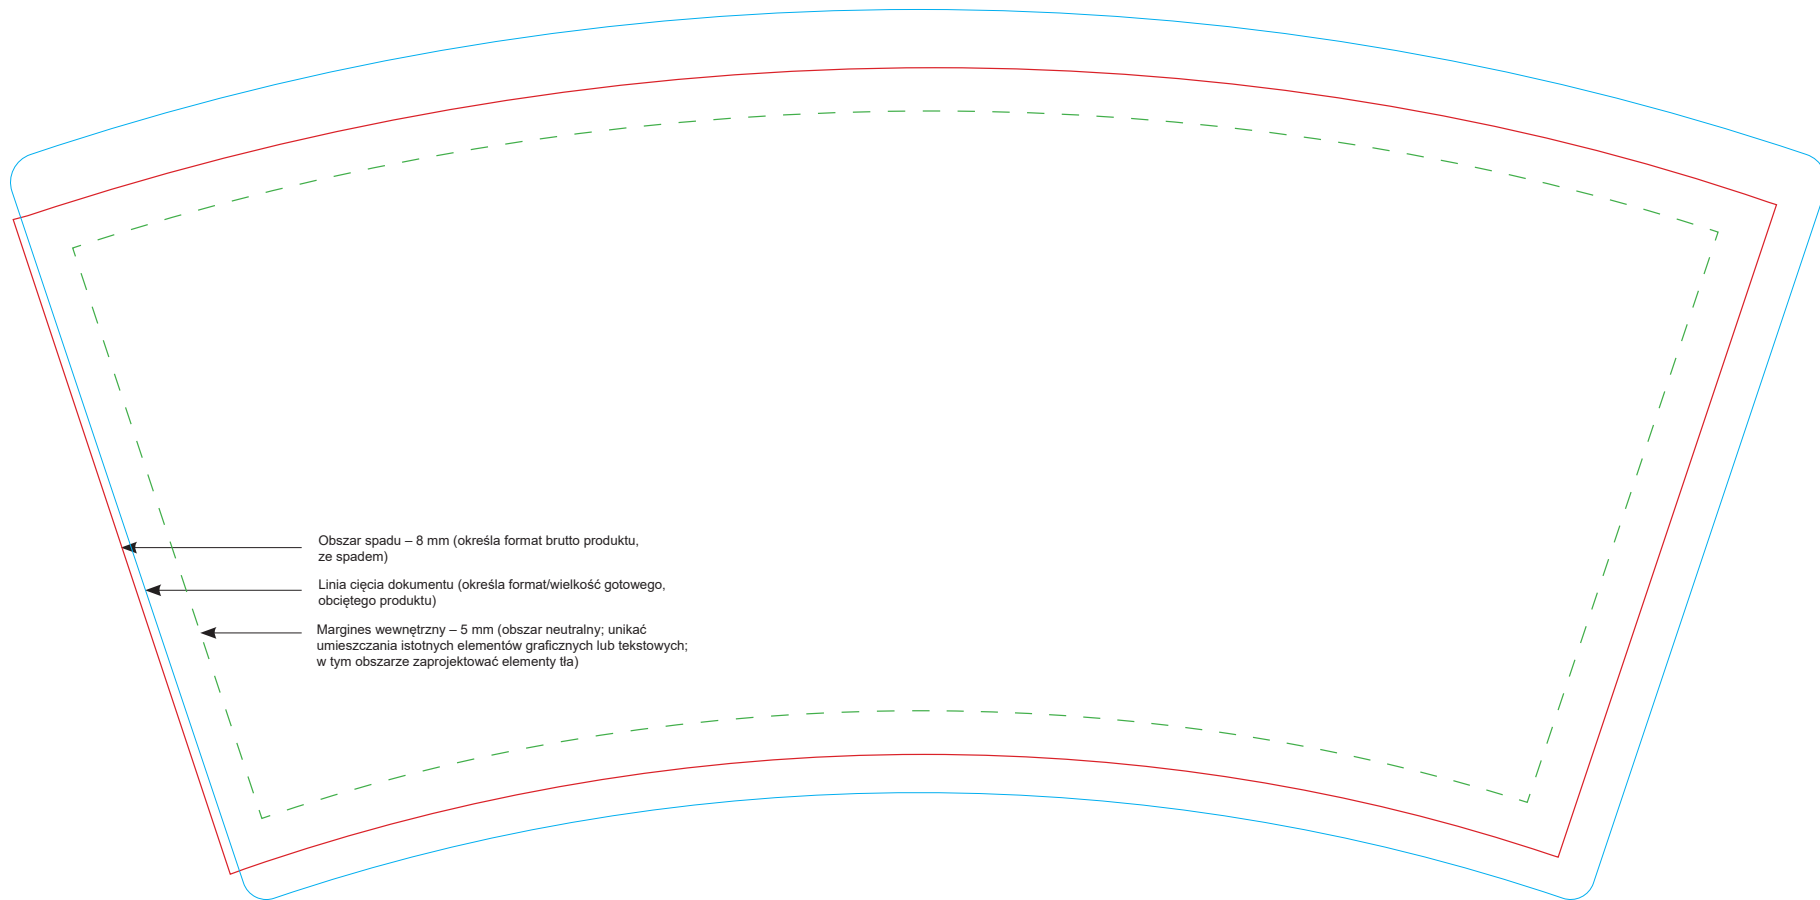 Obszar spadu – 8 mm (określa format brutto produktu,
ze spadem)
Linia cięcia dokumentu (określa format/wielkość gotowego,
obciętego produktu)
Margines wewnętrzny – 5 mm (obszar neutralny; unikać
umieszczania istotnych elementów graficznych lub tekstowych;
w tym obszarze zaprojektować elementy tła)